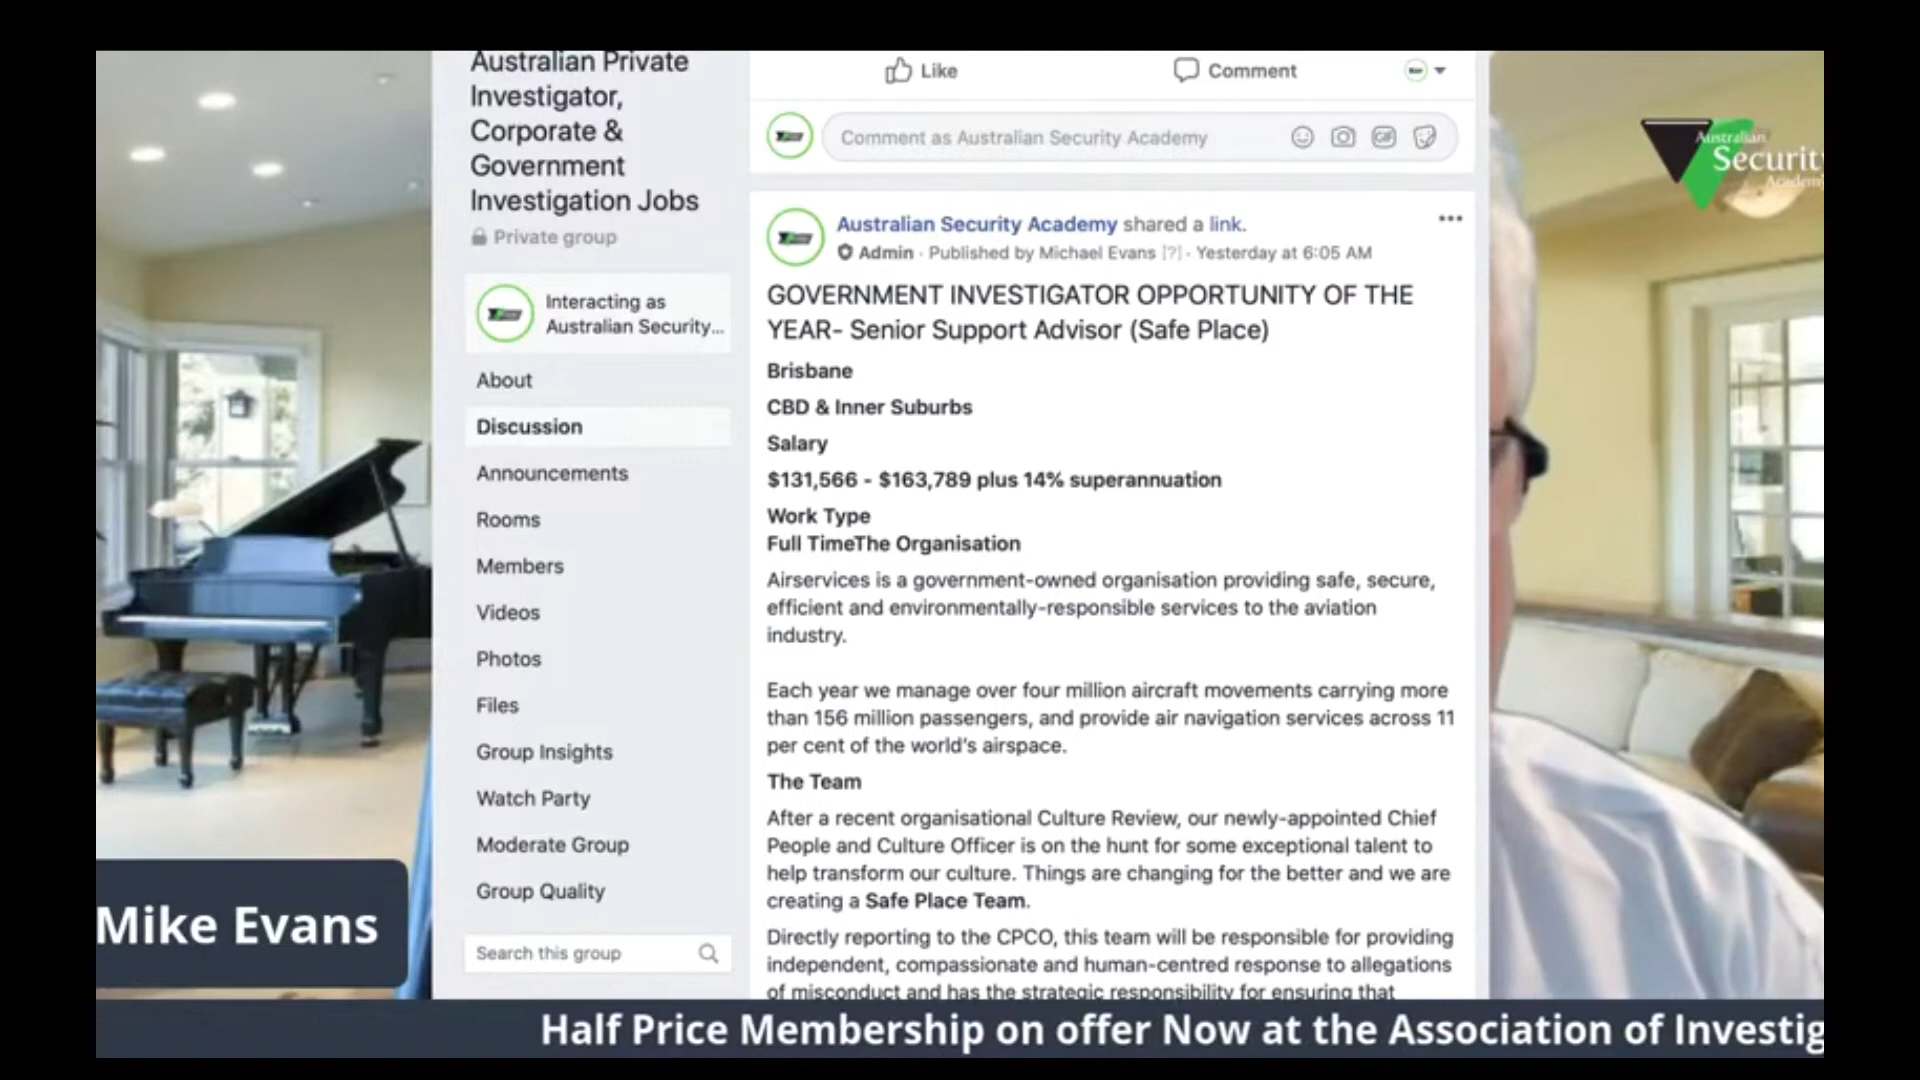 Australian Private
Investigator,
Corporate &
Government
Investigation Jobs
Private group
Interacting as
Australian Security...
About
Discussion
Announcements
Rooms
Members
Videos
Photos
Files
Group Insights
Watch Party
Moderate Group
Group Quality
Search this group
Like
Comment
Comment as Australian Security Academy
GIF
Australian Security Academy shared a link.
Admin · Published by Michael Evans [?] · Yesterday at 6:05 AM
GOVERNMENT INVESTIGATOR OPPORTUNITY OF THE
YEAR- Senior Support Advisor (Safe Place)
Brisbane
CBD & Inner Suburbs
Salary
$131,566 - $163,789 plus 14% superannuation
Work Type
Full TimeThe Organisation
Airservices is a government-owned organisation providing safe, secure,
efficient and environmentally-responsible services to the aviation
industry.
Each year we manage over four million aircraft movements carrying more
than 156 million passengers, and provide air navigation services across 11
per cent of the world's airspace.
The Team
After a recent organisational Culture Review, our newly-appointed Chief
People and Culture Officer is on the hunt for some exceptional talent to
help transform our culture. Things are changing for the better and we are
creating a Safe Place Team.
Directly reporting to the CPCO, this team will be responsible for providing
independent, compassionate and human-centred response to allegations
of misconduct and has the strategic responsibility for ensuring that
Australian
Security
Academy
Mike Evans
Half Price Membership on offer Now at the Association of Investig